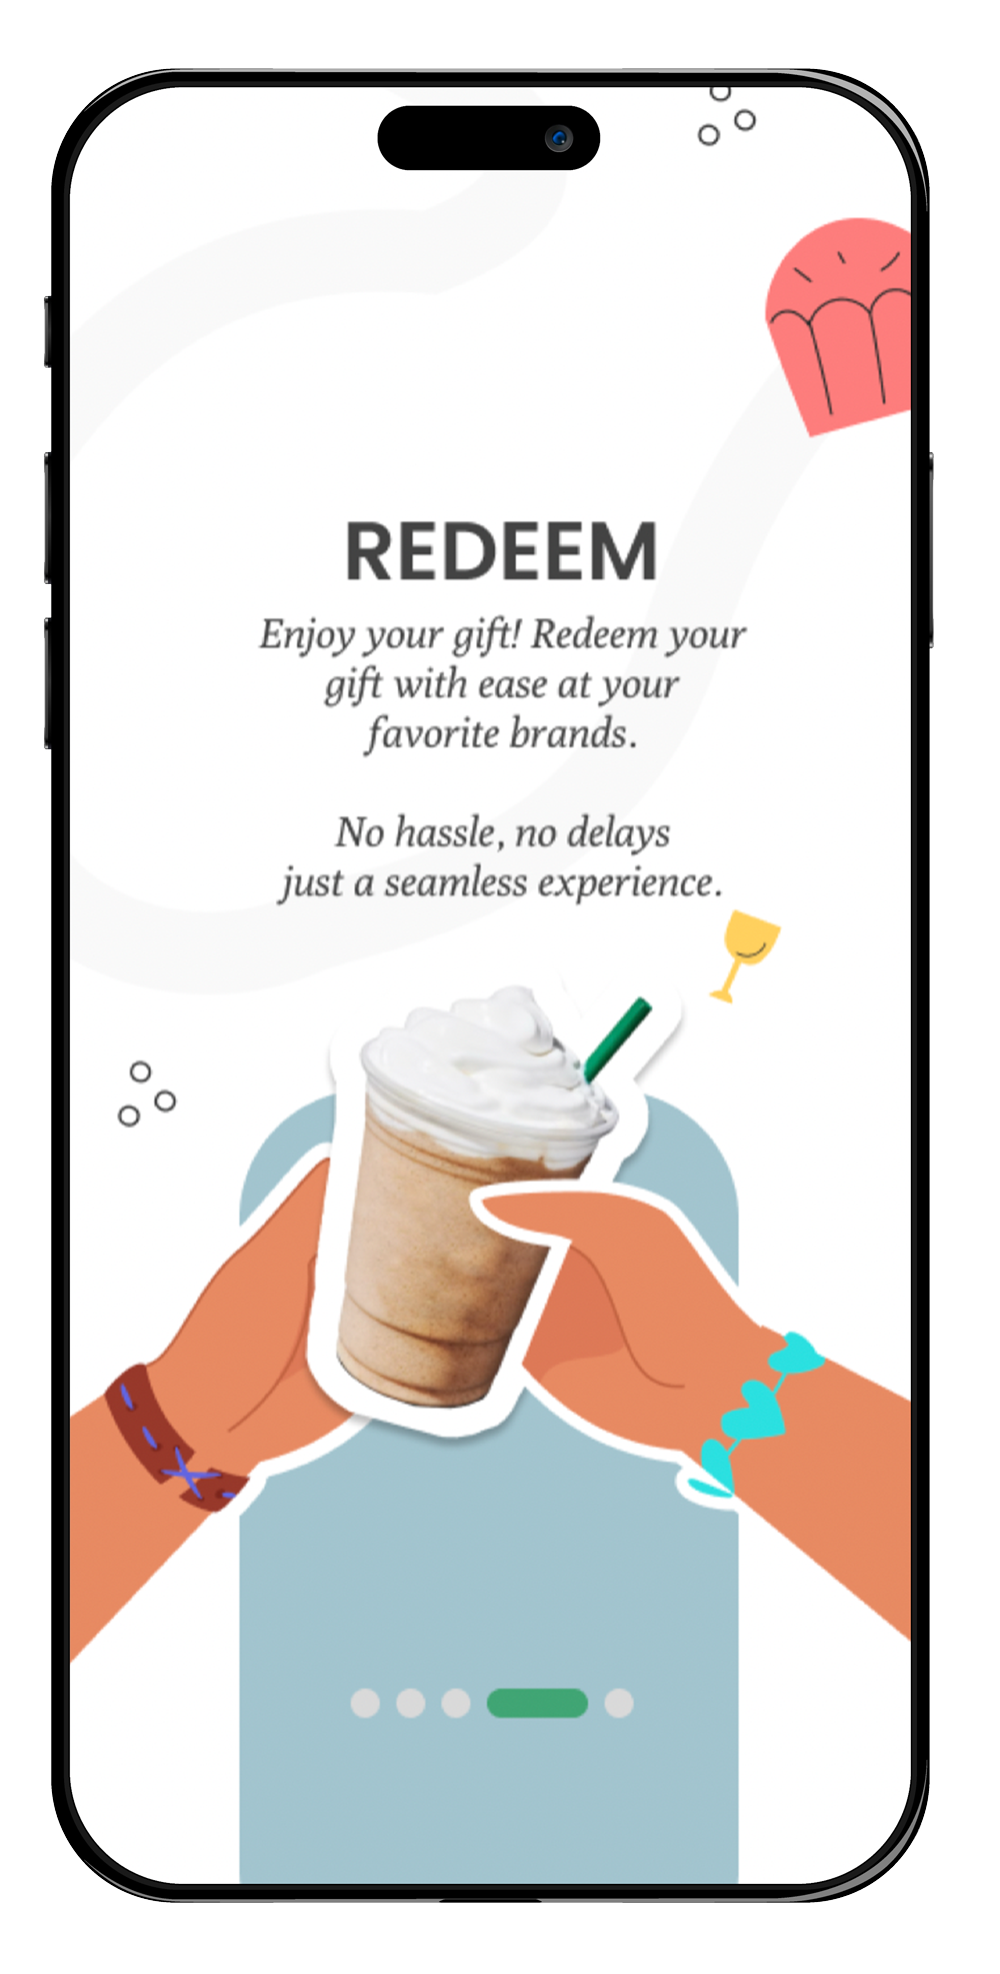 REDEEM
Enjoy your gift! Redeem your
gift with ease at your
favorite brands.
No hassle, no delays
just a seamless experience.